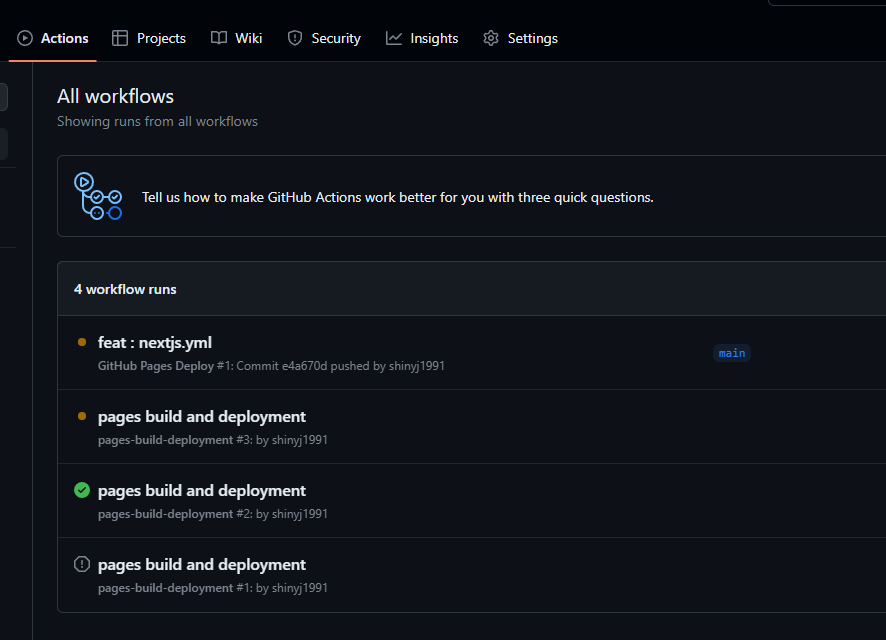 Actions Projects Wiki Security Insights Settings
All workflows
Showing runs from all workflows
Tell us how to make GitHub Actions work better for you with three quick questions.
4 workflow runs
feat : nextjs.yml
main
GitHub Pages Deploy #1: Commit e4a670d pushed by shinyj1991
pages build and deployment
pages-build-deployment #3: by shinyj1991
pages build and deployment
pages-build-deployment #2: by shinyj1991
pages build and deployment
pages-build-deployment #1: by shinyj1991